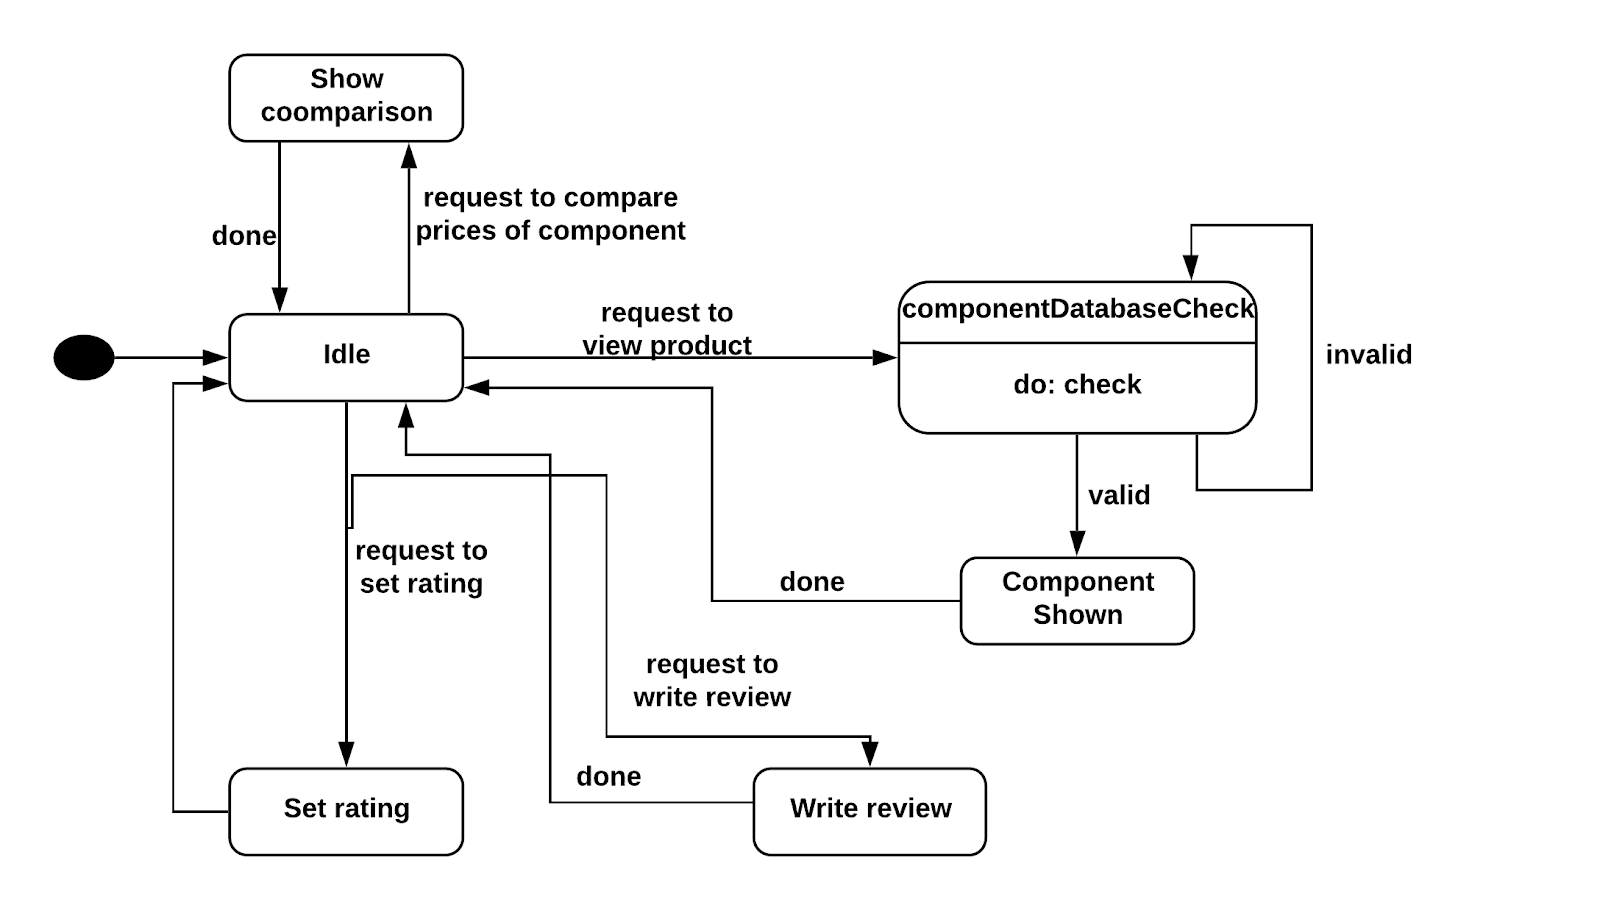 Show
coomparison
done
request to compare
prices of component
Idle
request to
view product
componentDatabaseCheck
do: check
invalid
valid
request to
set rating
done
Component
Shown
request to
write review
done
Set rating
Write review